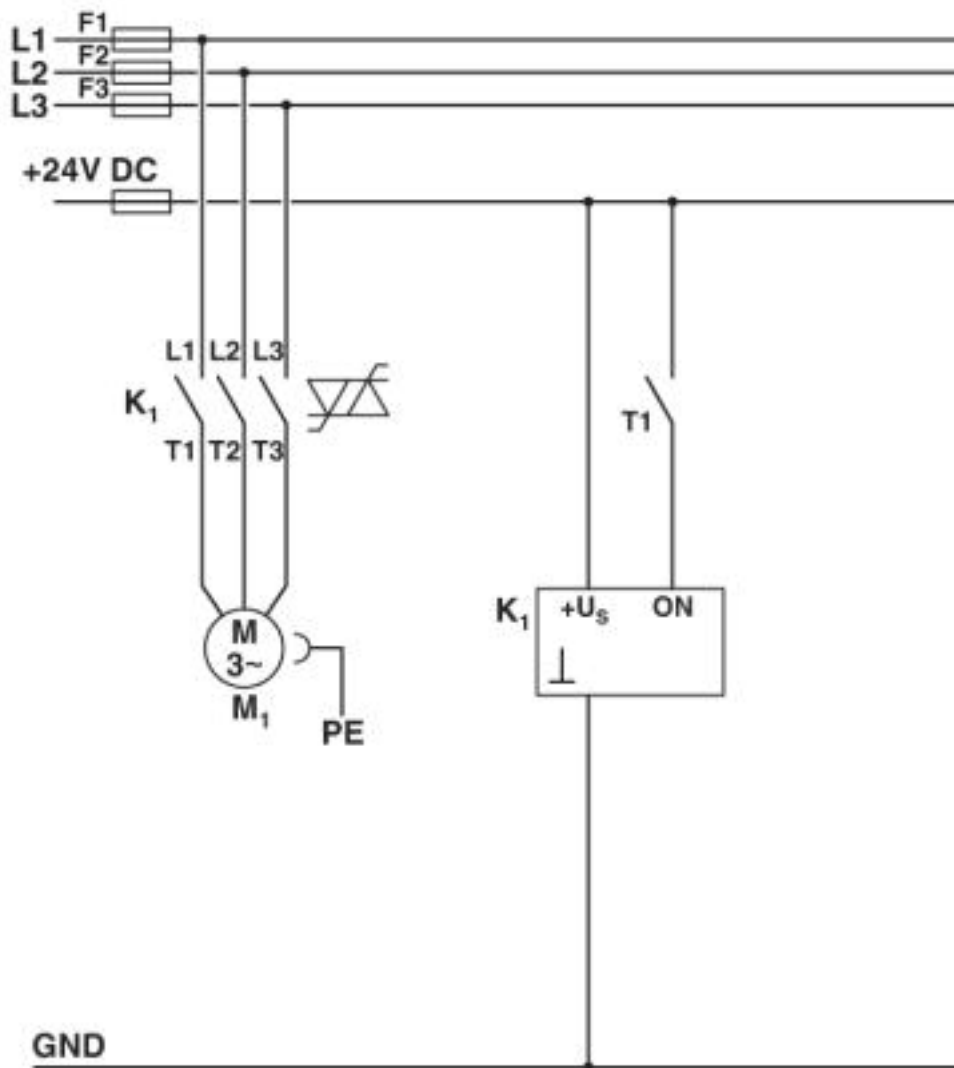 L1 F1
L2 F2
L3 F3
+24V DC
L1 L2 L3
K₁
T1 T2 T3
T1
K₁ +Uₛ ON
M
3~
M₁
PE
GND